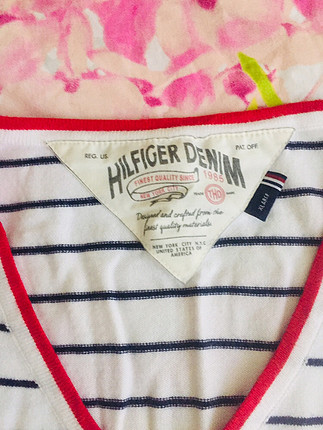 REG. US PAT. OFF.
HILFIGER DENIM
FINEST QUALITY SINCE
1985
NEW YORK CITY
THD
Designed and crafted from the
finest quality materials.
NEW YORK CITY N.Y.C.
UNITED STATES OF
AMERICA